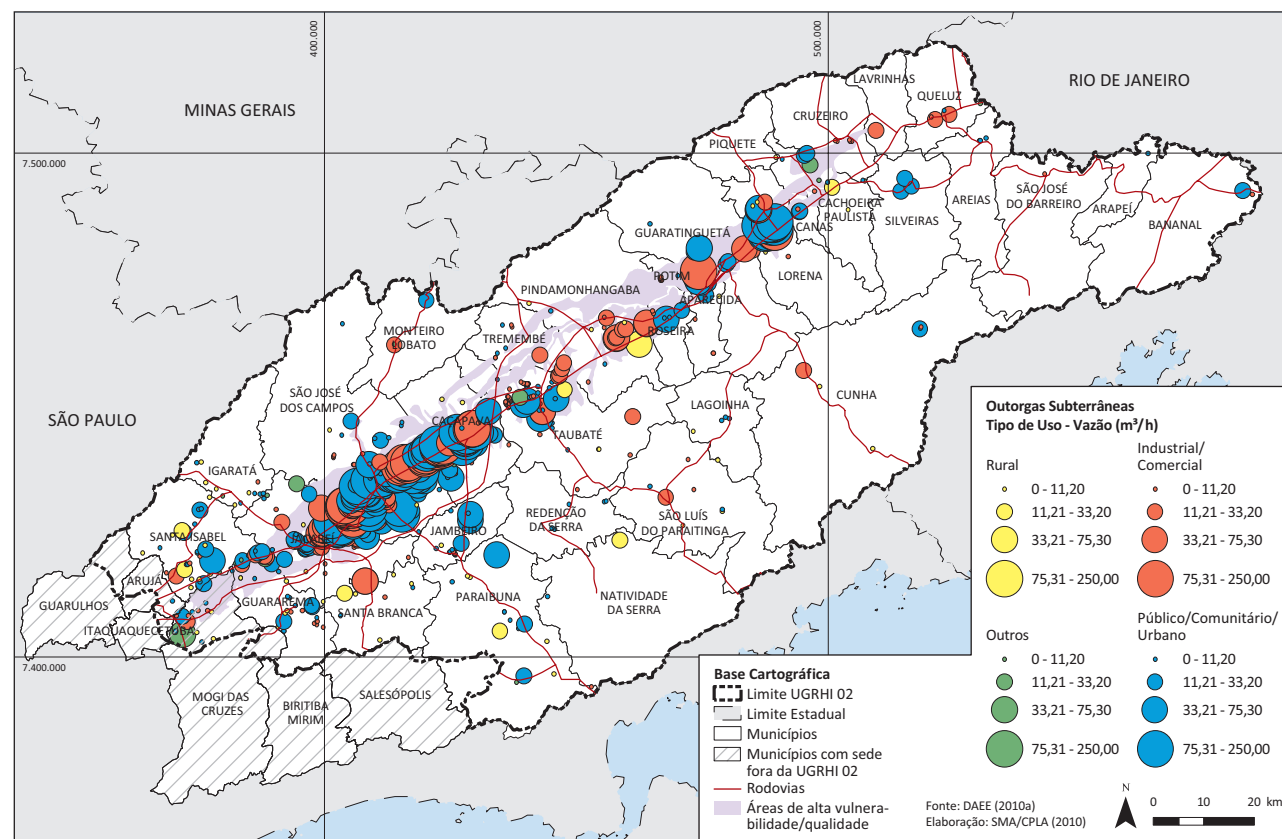 400.000
500.000
7.500.000
7.400.000
MINAS GERAIS
RIO DE JANEIRO
SÃO PAULO
LAVRINHAS
QUELUZ
CRUZEIRO
PIQUETE
CACHOEIRA
PAULISTA
CANAS
SILVEIRAS
AREIAS
SÃO JOSÉ
DO BARREIRO
ARAPEÍ
BANANAL
GUARATINGUETÁ
LORENA
POTIM
APARECIDA
PINDAMONHANGABA
ROSEIRA
TREMEMBÉ
MONTEIRO
LOBATO
SÃO JOSÉ
DOS CAMPOS
CAÇAPAVA
TAUBATÉ
LAGOINHA
CUNHA
IGARATÁ
SANTA ISABEL
JACAREÍ
JAMBEIRO
REDENÇÃO
DA SERRA
SÃO LUÍS
DO PARAITINGA
ARUJÁ
GUARULHOS
ITAQUAQUECETUBA
GUARAREMA
SANTA BRANCA
PARAIBUNA
NATIVIDADE
DA SERRA
MOGI DAS
CRUZES
BIRITIBA
MIRIM
SALESÓPOLIS
Outorgas Subterrâneas
Tipo de Uso - Vazão (m³/h)
Rural
0 - 11,20
11,21 - 33,20
33,21 - 75,30
75,31 - 250,00
Industrial/
Comercial
0 - 11,20
11,21 - 33,20
33,21 - 75,30
75,31 - 250,00
Outros
0 - 11,20
11,21 - 33,20
33,21 - 75,30
75,31 - 250,00
Público/Comunitário/
Urbano
0 - 11,20
11,21 - 33,20
33,21 - 75,30
75,31 - 250,00
Base Cartográfica
Limite UGRHI 02
Limite Estadual
Municípios
Municípios com sede
fora da UGRHI 02
Rodovias
Áreas de alta vulnera-
bilidade/qualidade
Fonte: DAEE (2010a)
Elaboração: SMA/CPLA (2010)
N
0 10 20 km